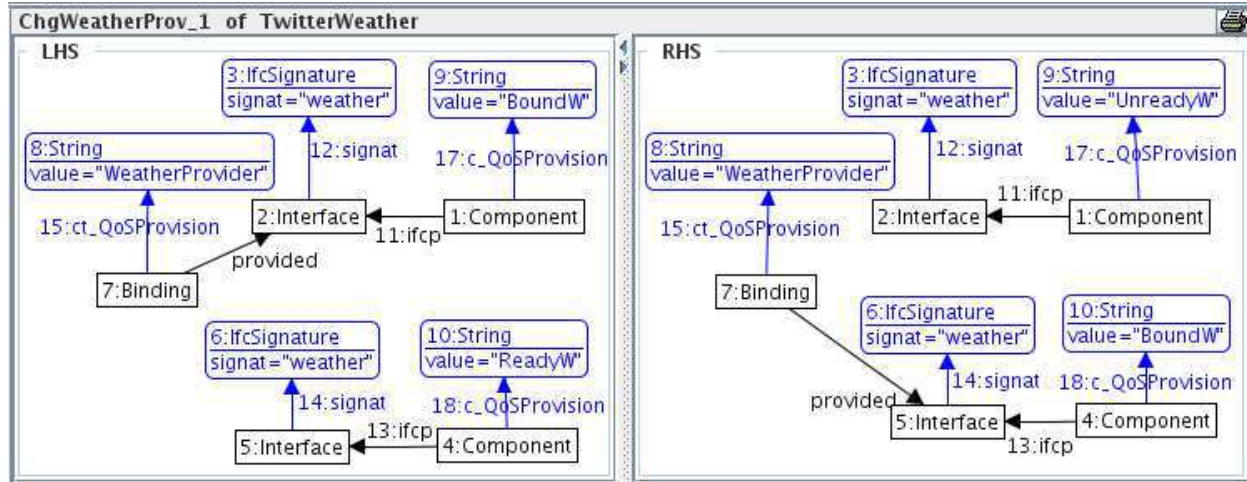 ChgWeatherProv_1 of TwitterWeather
LHS
3:IfcSignature
signat="weather"
9:String
value="BoundW"
8:String
value="WeatherProvider"
12:signat
17:c_QoSProvision
15:ct_QoSProvision
2:Interface
1:Component
11:ifcp
provided
7:Binding
6:IfcSignature
signat="weather"
10:String
value="ReadyW"
14:signat
18:c_QoSProvision
13:ifcp
5:Interface
4:Component
RHS
3:IfcSignature
signat="weather"
9:String
value="UnreadyW"
8:String
value="WeatherProvider"
12:signat
17:c_QoSProvision
11:ifcp
15:ct_QoSProvision
2:Interface
1:Component
7:Binding
6:IfcSignature
signat="weather"
10:String
value="BoundW"
14:signat
18:c_QoSProvision
provided
5:Interface
4:Component
13:ifcp